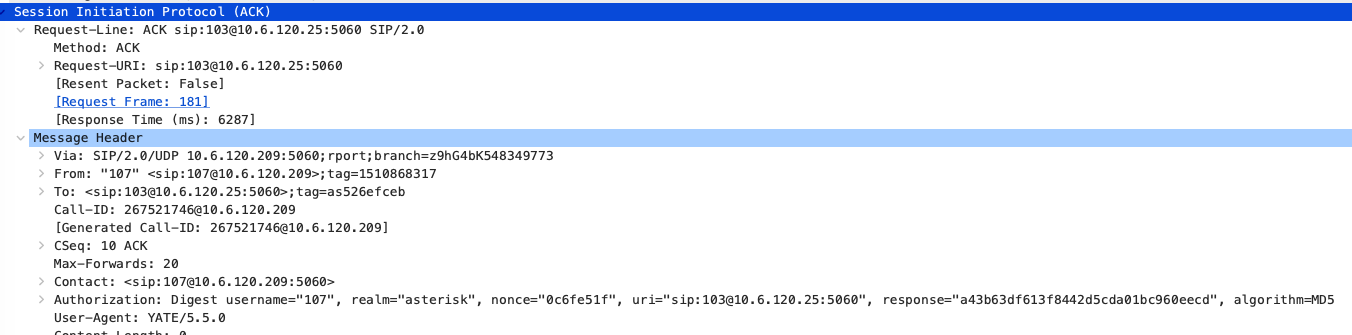 Session Initiation Protocol (ACK)
Request-Line: ACK sip:103@10.6.120.25:5060 SIP/2.0
Method: ACK
Request-URI: sip:103@10.6.120.25:5060
[Resent Packet: False]
[Request Frame: 181]
[Response Time (ms): 6287]
Message Header
Via: SIP/2.0/UDP 10.6.120.209:5060;rport;branch=z9hG4bK548349773
From: "107" <sip:107@10.6.120.209>;tag=1510868317
To: <sip:103@10.6.120.25:5060>;tag=as526efceb
Call-ID: 267521746@10.6.120.209
[Generated Call-ID: 267521746@10.6.120.209]
CSeq: 10 ACK
Max-Forwards: 20
Contact: <sip:107@10.6.120.209:5060>
Authorization: Digest username="107", realm="asterisk", nonce="0c6fe51f", uri="sip:103@10.6.120.25:5060", response="a43b63df613f8442d5cda01bc960eecd", algorithm=MD5
User-Agent: YATE/5.5.0
Content-Length: 0